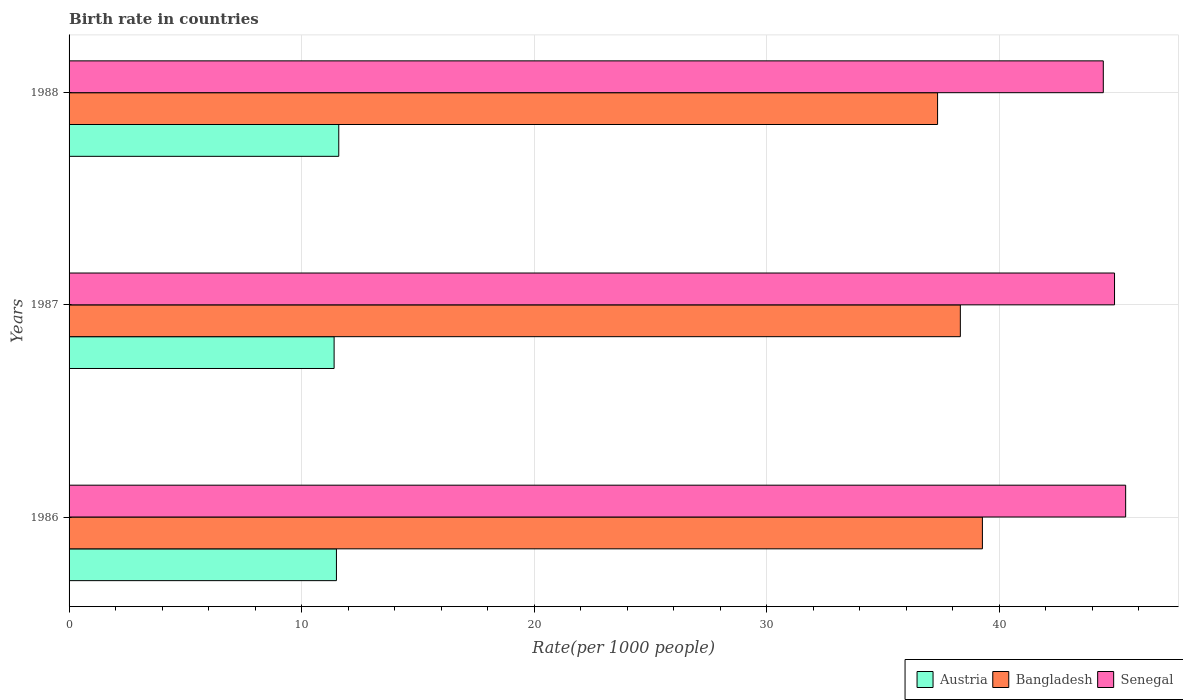 Birth rate in countries
1988
1987
1986
Years
0
10
20
30
40
Rate(per 1000 people)
Austria
Bangladesh
Senegal